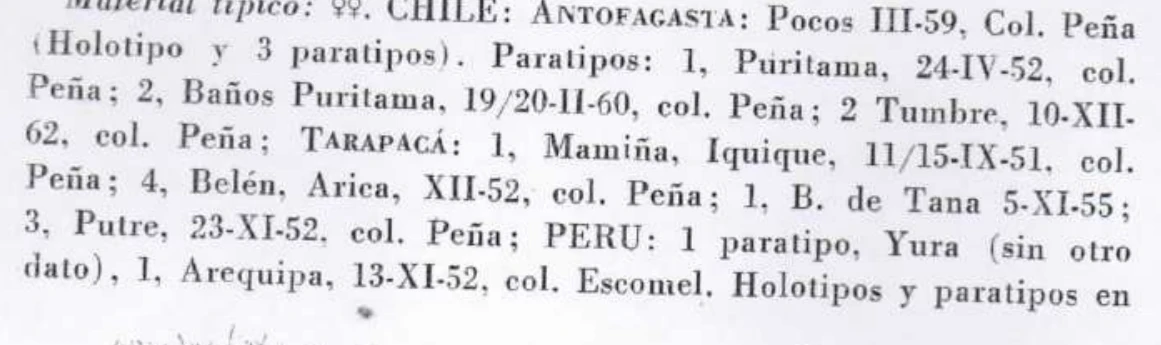 Material típico: ♀♀. CHILE: ANTOFAGASTA: Pocos III-59, Col. Peña
(Holotipo y 3 paratipos). Paratipos: 1, Puritama, 24-IV-52, col.
Peña; 2, Baños Puritama, 19/20-II-60, col. Peña; 2 Tumbre, 10-XII-
62, col. Peña; TARAPACÁ: 1, Mamiña, Iquique, 11/15-IX-51, col.
Peña; 4, Belén, Arica, XII-52, col. Peña; 1, B. de Tana 5-XI-55;
3, Putre, 23-XI-52, col. Peña; PERU: 1 paratipo, Yura (sin otro
dato), 1, Arequipa, 13-XI-52, col. Escomel. Holotipos y paratipos en